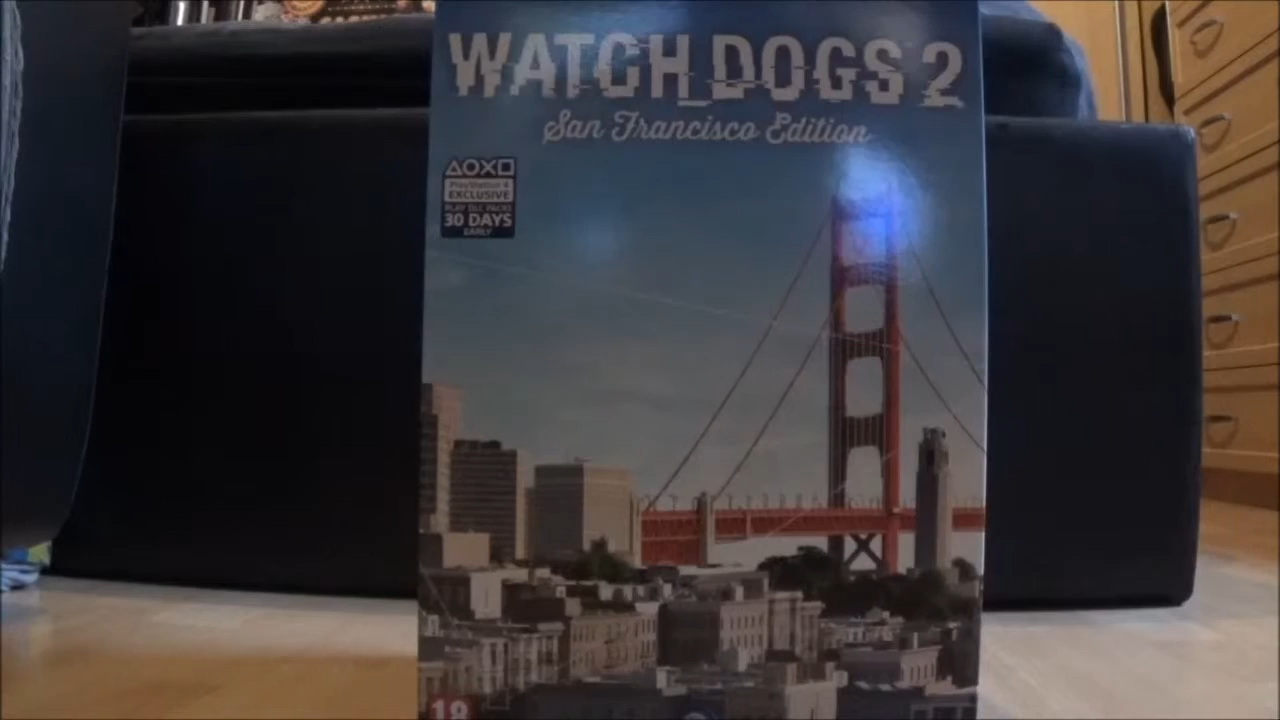 WATCH_DOGS 2
San Francisco Edition
PlayStation 4
EXCLUSIVE
PLAY DLC PACKS
30 DAYS
EARLY
18